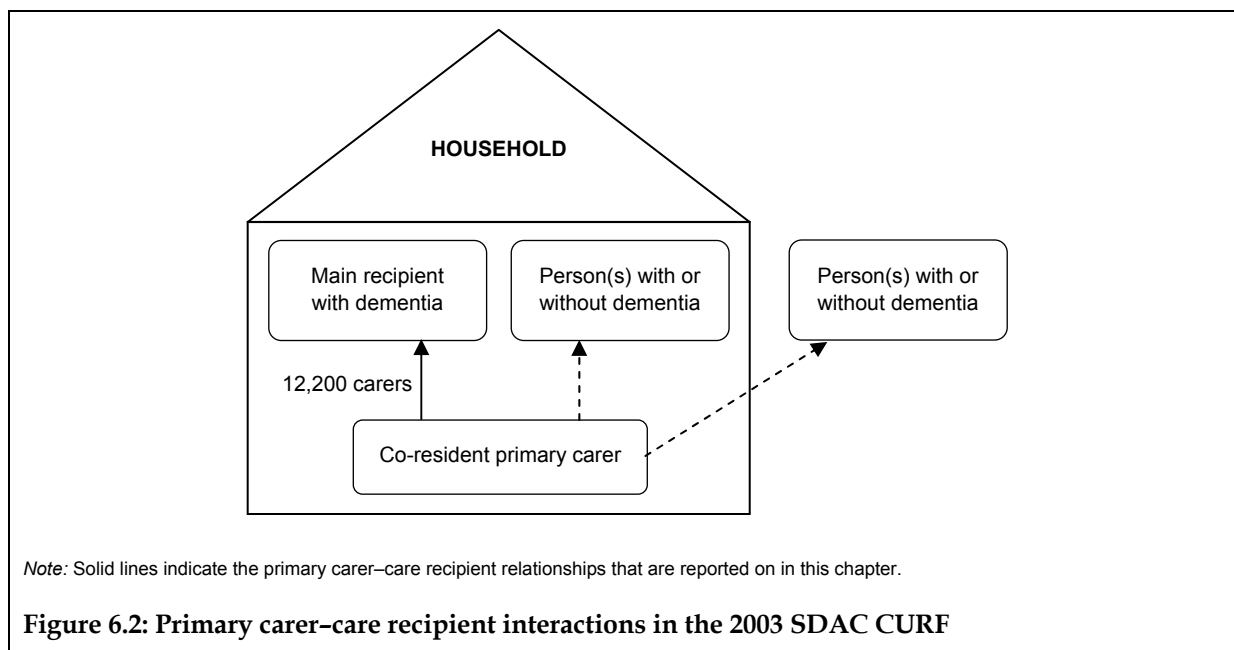 HOUSEHOLD
Main recipient
with dementia
Person(s) with or
without dementia
Person(s) with or
without dementia
12,200 carers
Co-resident primary carer
Note: Solid lines indicate the primary carer–care recipient relationships that are reported on in this chapter.
Figure 6.2: Primary carer–care recipient interactions in the 2003 SDAC CURF